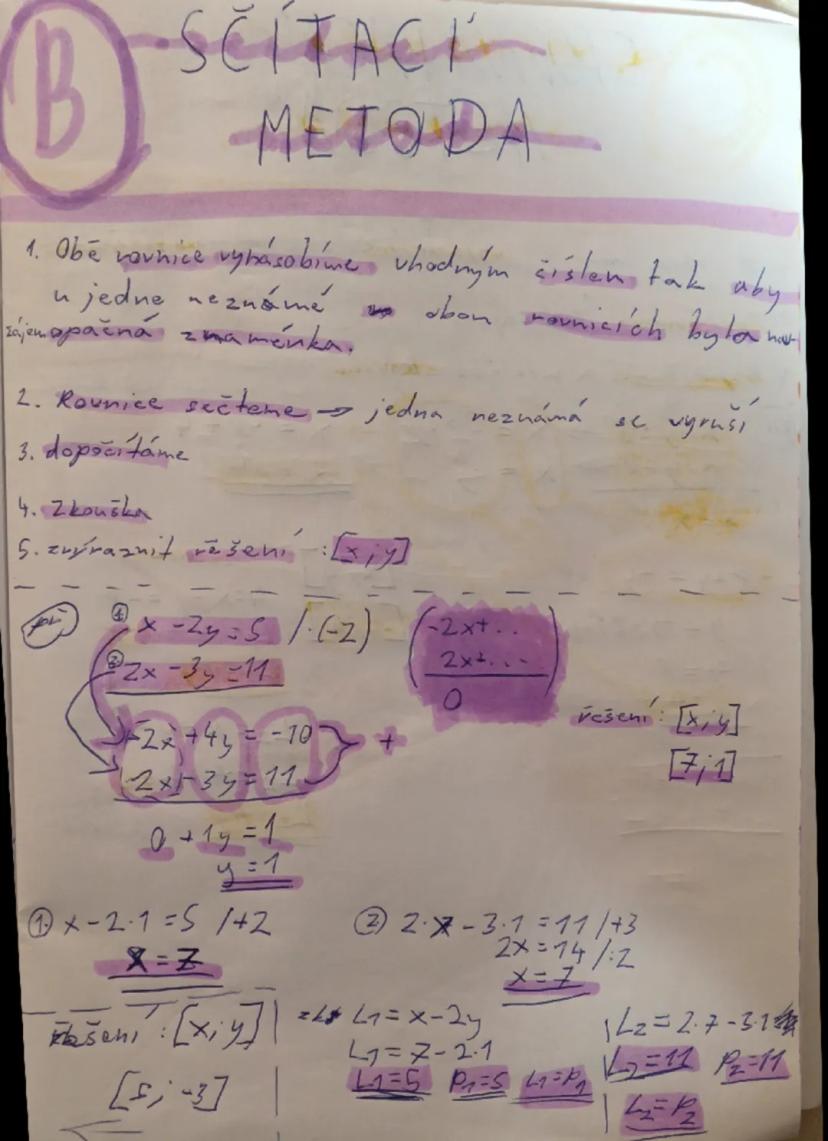 B
SČÍTACÍ
METODA
1. Obě rovnice vynásobíme vhodným číslem tak aby
u jedne neznámé obou rovnicích byla nav
zájem opačná znaménka.
2. Rovnice sečteme → jedna neznámá se vyruší
3. dopočítáme
4. Zkouška
5. zvýraznit řešení : [x;y]
př
① x - 2y = 5 /·(-2)
② 2x - 3y = 11
(-2x+..
2x+...
0)
-2x + 4y = -10
2x - 3y = 11
+
řešení : [x;y]
[7;1]
0 + 1y = 1
y = 1
① x - 2·1 = 5 /+2
x = 7
② 2·x - 3·1 = 11 /+3
2x = 14 /:2
x = 7
řešení : [x;y]
[5;-3]
L1 = x - 2y
L1 = 7 - 2·1
L1 = 5 P1 = 5 L1 = P1
L2 = 2·7 - 3·1
L2 = 11 P2 = 11
L2 = P2